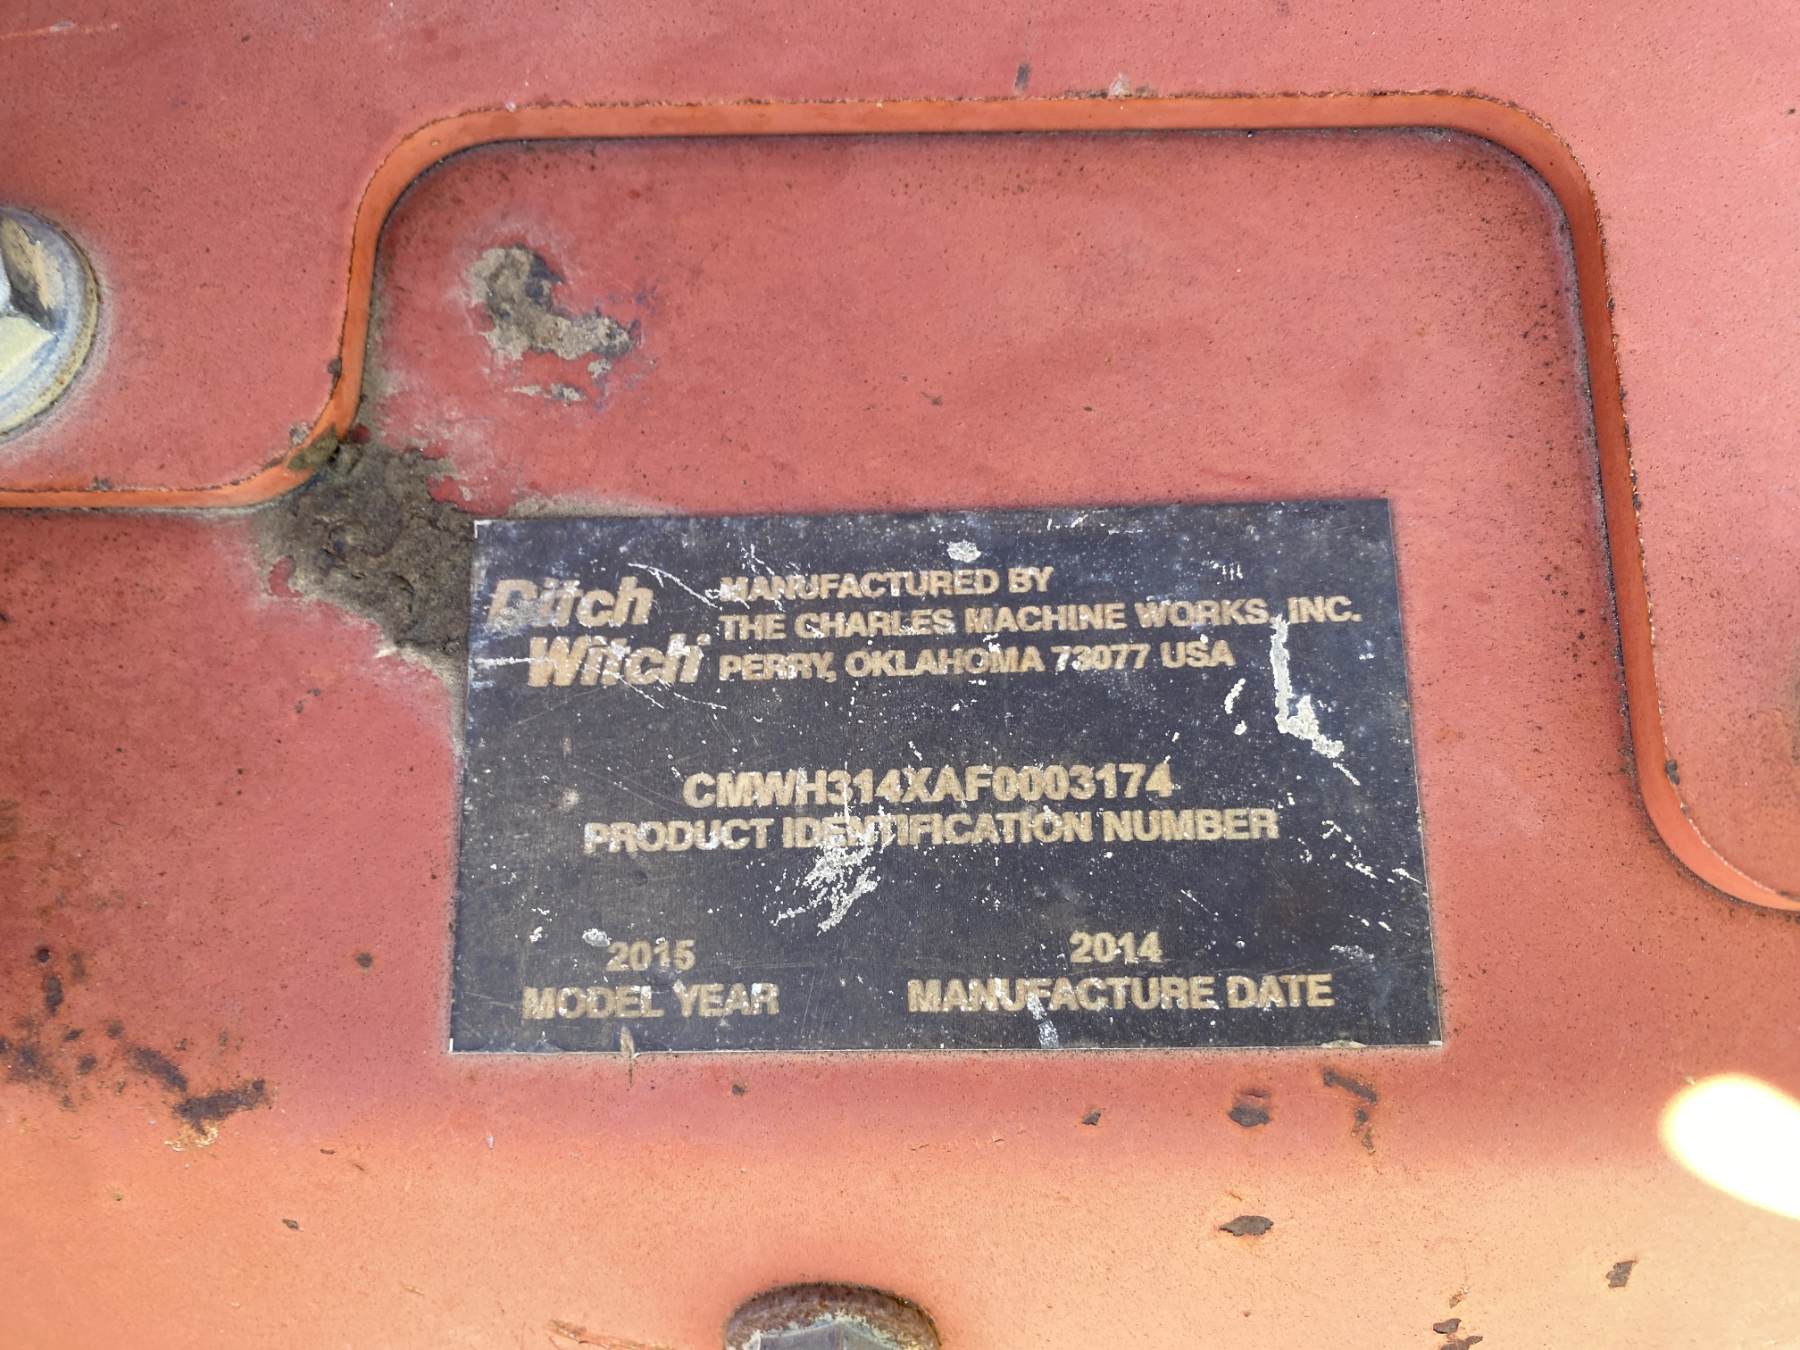 Ditch
Witch®
MANUFACTURED BY
THE CHARLES MACHINE WORKS, INC.
PERRY, OKLAHOMA 73077 USA
CMWH314XAF0003174
PRODUCT IDENTIFICATION NUMBER
2015
MODEL YEAR
2014
MANUFACTURE DATE